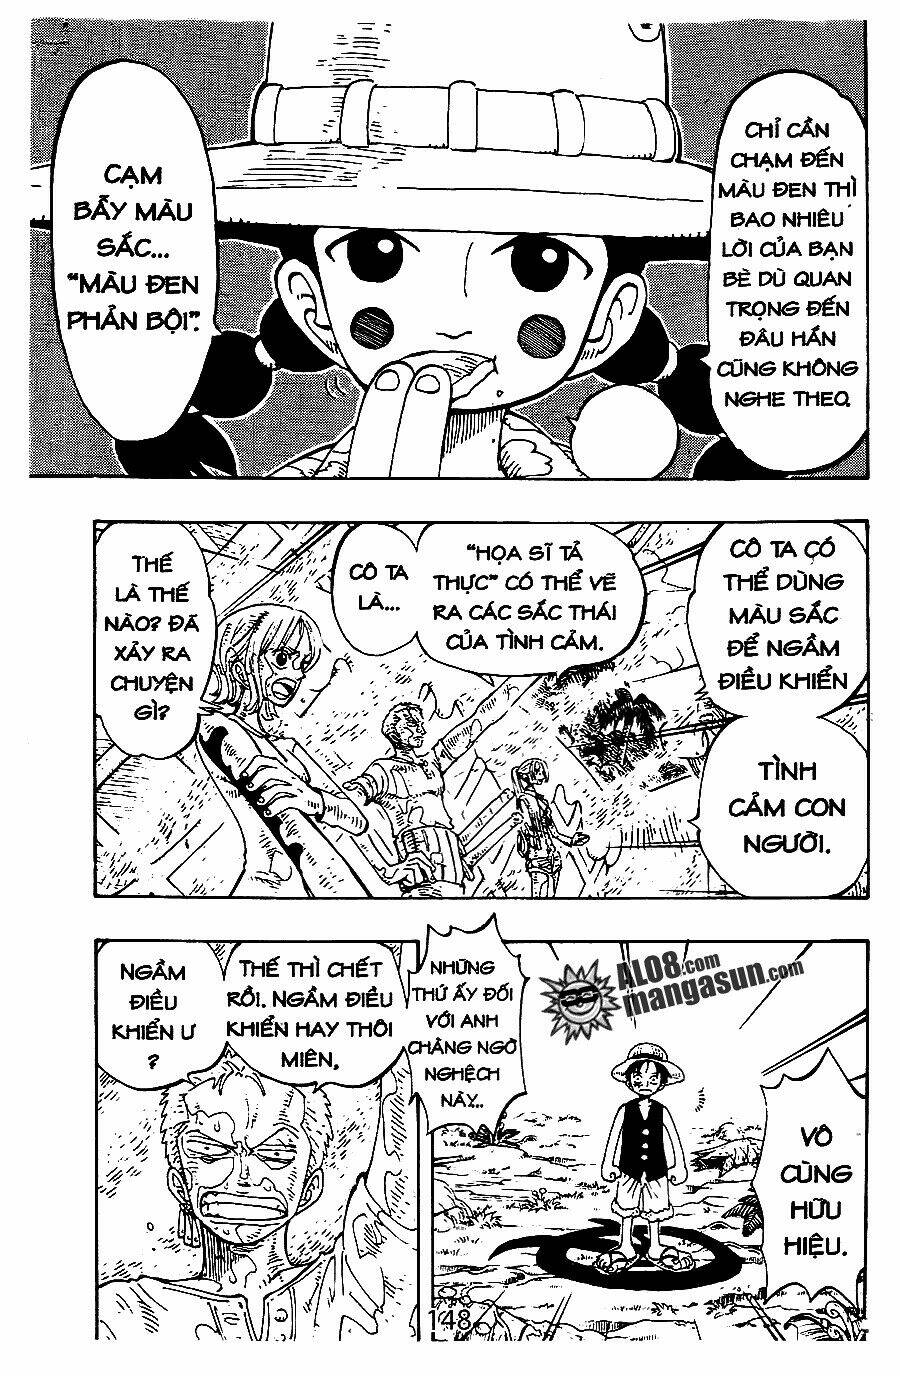 CHỈ CẦN
CHẠM ĐẾN
MÀU ĐEN THÌ
BAO NHIÊU
LỜI CỦA BẠN
BÈ DÙ QUAN
TRỌNG ĐẾN
ĐÂU HẮN
CŨNG KHÔNG
NGHE THEO.
CẠM
BẪY MÀU
SẮC...
"MÀU ĐEN
PHẢN BỘI".
CÔ TA CÓ
THỂ DÙNG
MÀU SẮC
ĐỂ NGẦM
ĐIỀU KHIỂN
TÌNH
CẢM CON
NGƯỜI.
"HỌA SĨ TẢ
THỰC" CÓ THỂ VẼ
RA CÁC SẮC THÁI
CỦA TÌNH CẢM.
CÔ TA
LÀ...
THẾ
LÀ THẾ
NÀO? ĐÃ
XẢY RA
CHUYỆN
GÌ?
AL08.com
mangasun.com
VÔ
CÙNG
HỮU
HIỆU.
NHỮNG
THỨ ẤY ĐỐI
VỚI ANH
CHÀNG NGỜ
NGHỆCH
NÀY...
THẾ THÌ CHẾT
RỒI. NGẦM ĐIỀU
KHIỂN HAY THÔI
MIÊN.
NGẦM
ĐIỀU
KHIỂN Ư
?
148